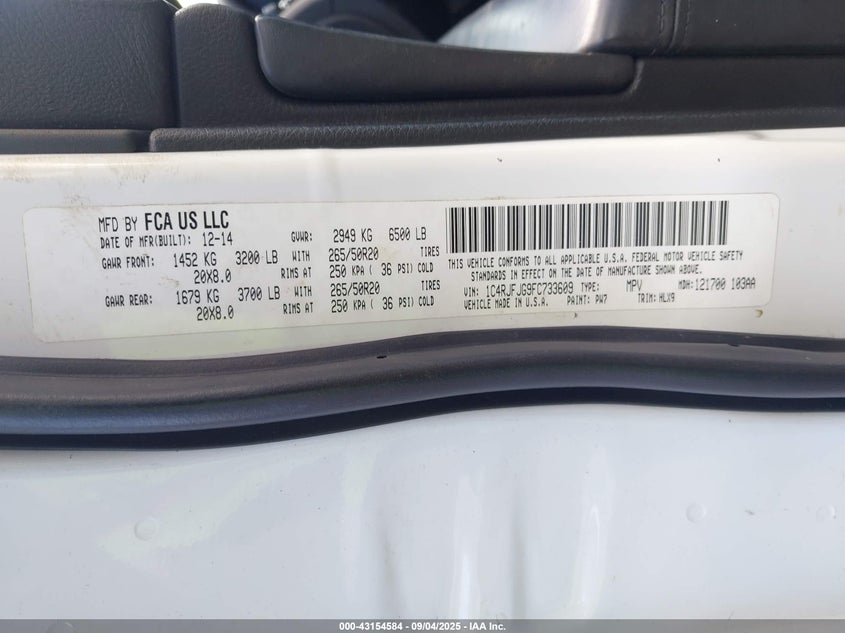 MFD BY FCA US LLC
DATE OF MFR(BUILT): 12-14 GVWR: 2949 KG 6500 LB
GAWR FRONT: 1452 KG 3200 LB WITH 265/50R20 TIRES
20X8.0 RIMS AT 250 KPA ( 36 PSI) COLD
GAWR REAR: 1679 KG 3700 LB WITH 265/50R20 TIRES
20X8.0 RIMS AT 250 KPA ( 36 PSI) COLD
THIS VEHICLE CONFORMS TO ALL APPLICABLE U.S.A. FEDERAL MOTOR VEHICLE SAFETY
STANDARDS IN EFFECT ON THE DATE OF MANUFACTURE SHOWN ABOVE.
VIN: 1C4RJFJG9FC733609 TYPE: MPV MDH: 121700 103AA
VEHICLE MADE IN U.S.A. PAINT: PW7 TRIM: HLX9
000-43154584 | 09/04/2025 | IAA Inc.